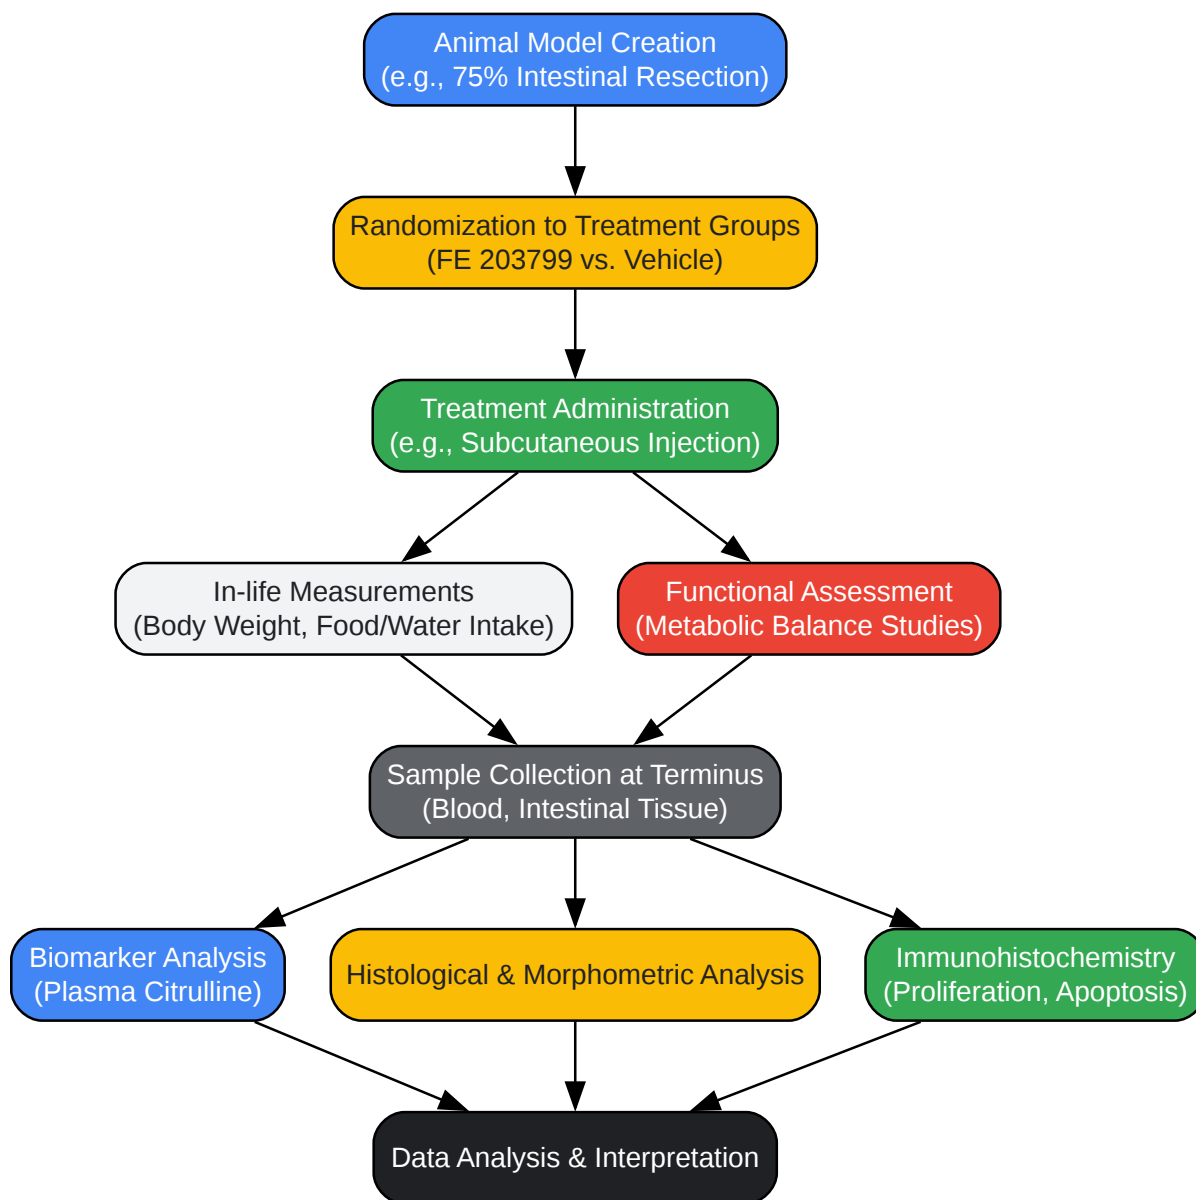 Animal Model Creation
(e.g., 75% Intestinal Resection)
Randomization to Treatment Groups
(FE 203799 vs. Vehicle)
Treatment Administration
(e.g., Subcutaneous Injection)
In-life Measurements
(Body Weight, Food/Water Intake)
Functional Assessment
(Metabolic Balance Studies)
Sample Collection at Terminus
(Blood, Intestinal Tissue)
Biomarker Analysis
(Plasma Citrulline)
Histological & Morphometric Analysis
Immunohistochemistry
(Proliferation, Apoptosis)
Data Analysis & Interpretation